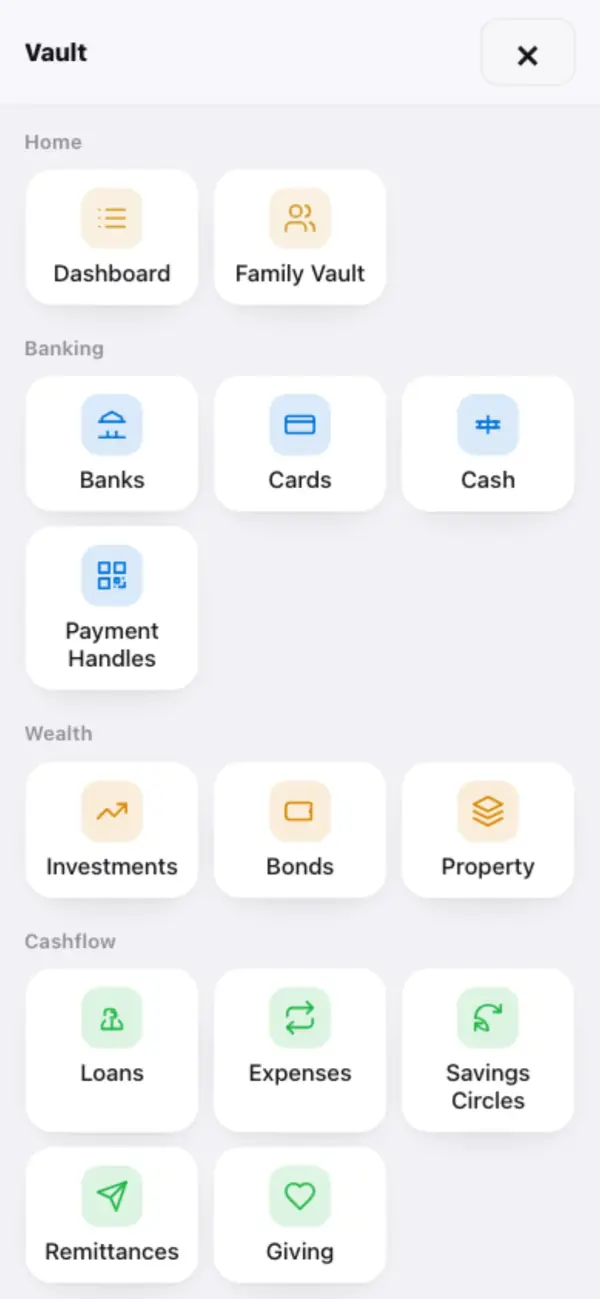 Vault
Home
Dashboard
Family Vault
Banking
Banks
Cards
Cash
Payment
Handles
Wealth
Investments
Bonds
Property
Cashflow
Loans
Expenses
Savings
Circles
Remittances
Giving